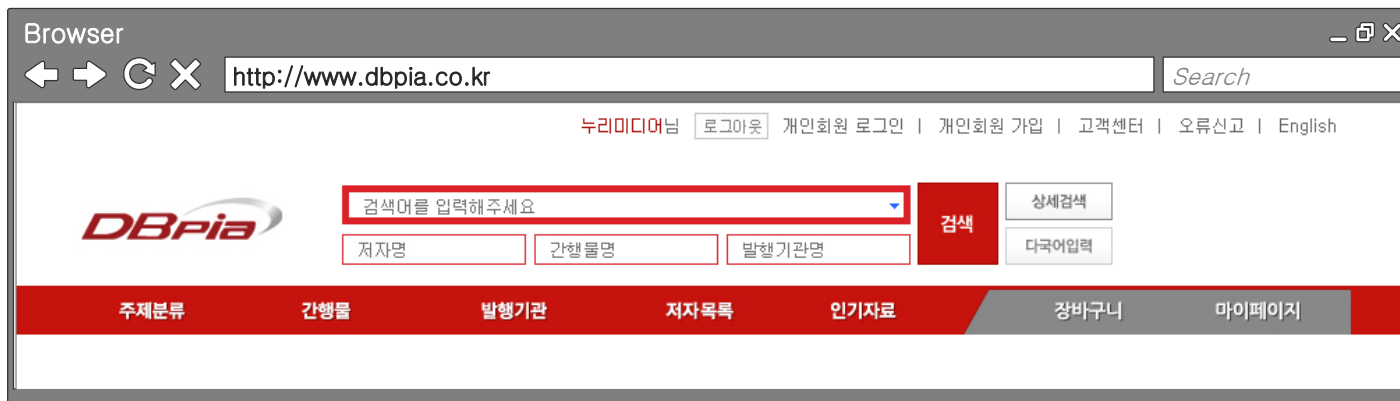 Browser
http://www.dbpia.co.kr
Search
누리미디어님 로그아웃 개인회원 로그인 | 개인회원 가입 | 고객센터 | 오류신고 | English
DBpia
검색어를 입력해주세요
검색
상세검색
저자명
간행물명
발행기관명
다국어입력
주제분류 간행물 발행기관 저자목록 인기자료 장바구니 마이페이지